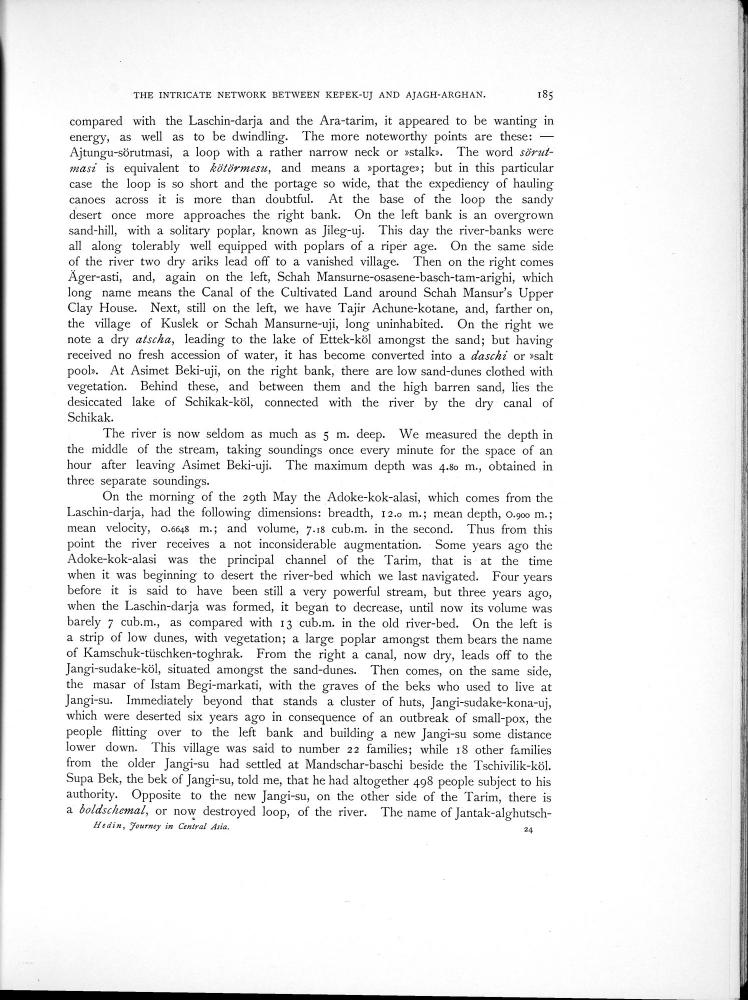 THE INTRICATE NETWORK BETWEEN KEPEK-UJ AND AJAGH-ARGHAN. 185
compared with the Laschin-darja and the Ara-tarim, it appeared to be wanting in
energy, as well as to be dwindling. The more noteworthy points are these: —
Ajtungu-sörutmasi, a loop with a rather narrow neck or »stalk». The word sörut-
masi is equivalent to kötörmesu, and means a »portage»; but in this particular
case the loop is so short and the portage so wide, that the expediency of hauling
canoes across it is more than doubtful. At the base of the loop the sandy
desert once more approaches the right bank. On the left bank is an overgrown
sand-hill, with a solitary poplar, known as Jileg-uj. This day the river-banks were
all along tolerably well equipped with poplars of a riper age. On the same side
of the river two dry ariks lead off to a vanished village. Then on the right comes
Äger-asti, and, again on the left, Schah Mansurne-osasene-basch-tam-arighi, which
long name means the Canal of the Cultivated Land around Schah Mansur's Upper
Clay House. Next, still on the left, we have Tajir Achune-kotane, and, farther on,
the village of Kuslek or Schah Mansurne-uji, long uninhabited. On the right we
note a dry atscha, leading to the lake of Ettek-köl amongst the sand; but having
received no fresh accession of water, it has become converted into a daschi or »salt
pool». At Asimet Beki-uji, on the right bank, there are low sand-dunes clothed with
vegetation. Behind these, and between them and the high barren sand, lies the
desiccated lake of Schikak-köl, connected with the river by the dry canal of
Schikak.
The river is now seldom as much as 5 m. deep. We measured the depth in
the middle of the stream, taking soundings once every minute for the space of an
hour after leaving Asimet Beki-uji. The maximum depth was 4.80 m., obtained in
three separate soundings.
On the morning of the 29th May the Adoke-kok-alasi, which comes from the
Laschin-darja, had the following dimensions: breadth, 12.0 m.; mean depth, 0.900 m.;
mean velocity, 0.6648 m.; and volume, 7.18 cub.m. in the second. Thus from this
point the river receives a not inconsiderable augmentation. Some years ago the
Adoke-kok-alasi was the principal channel of the Tarim, that is at the time
when it was beginning to desert the river-bed which we last navigated. Four years
before it is said to have been still a very powerful stream, but three years ago,
when the Laschin-darja was formed, it began to decrease, until now its volume was
barely 7 cub.m., as compared with 13 cub.m. in the old river-bed. On the left is
a strip of low dunes, with vegetation; a large poplar amongst them bears the name
of Kamschuk-tüschken-toghrak. From the right a canal, now dry, leads off to the
Jangi-sudake-köl, situated amongst the sand-dunes. Then comes, on the same side,
the masar of Istam Begi-markati, with the graves of the beks who used to live at
Jangi-su. Immediately beyond that stands a cluster of huts, Jangi-sudake-kona-uj,
which were deserted six years ago in consequence of an outbreak of small-pox, the
people flitting over to the left bank and building a new Jangi-su some distance
lower down. This village was said to number 22 families; while 18 other families
from the older Jangi-su had settled at Mandschar-baschi beside the Tschivilik-köl.
Supa Bek, the bek of Jangi-su, told me, that he had altogether 498 people subject to his
authority. Opposite to the new Jangi-su, on the other side of the Tarim, there is
a boldschemal, or now destroyed loop, of the river. The name of Jantak-alghutsch-
Hedin, Journey in Central Asia. 24